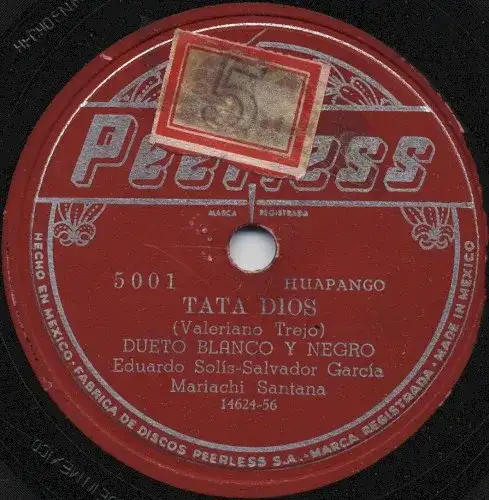 5
Peerless
MARCA REGISTRADA
5001 HUAPANGO
TATA DIOS
(Valeriano Trejo)
DUETO BLANCO Y NEGRO
Eduardo Solís-Salvador García
Mariachi Santana
14624-56
HECHO EN MEXICO · FABRICA DE DISCOS PEERLESS S.A. · MARCA REGISTRADA · MADE IN MEXICO